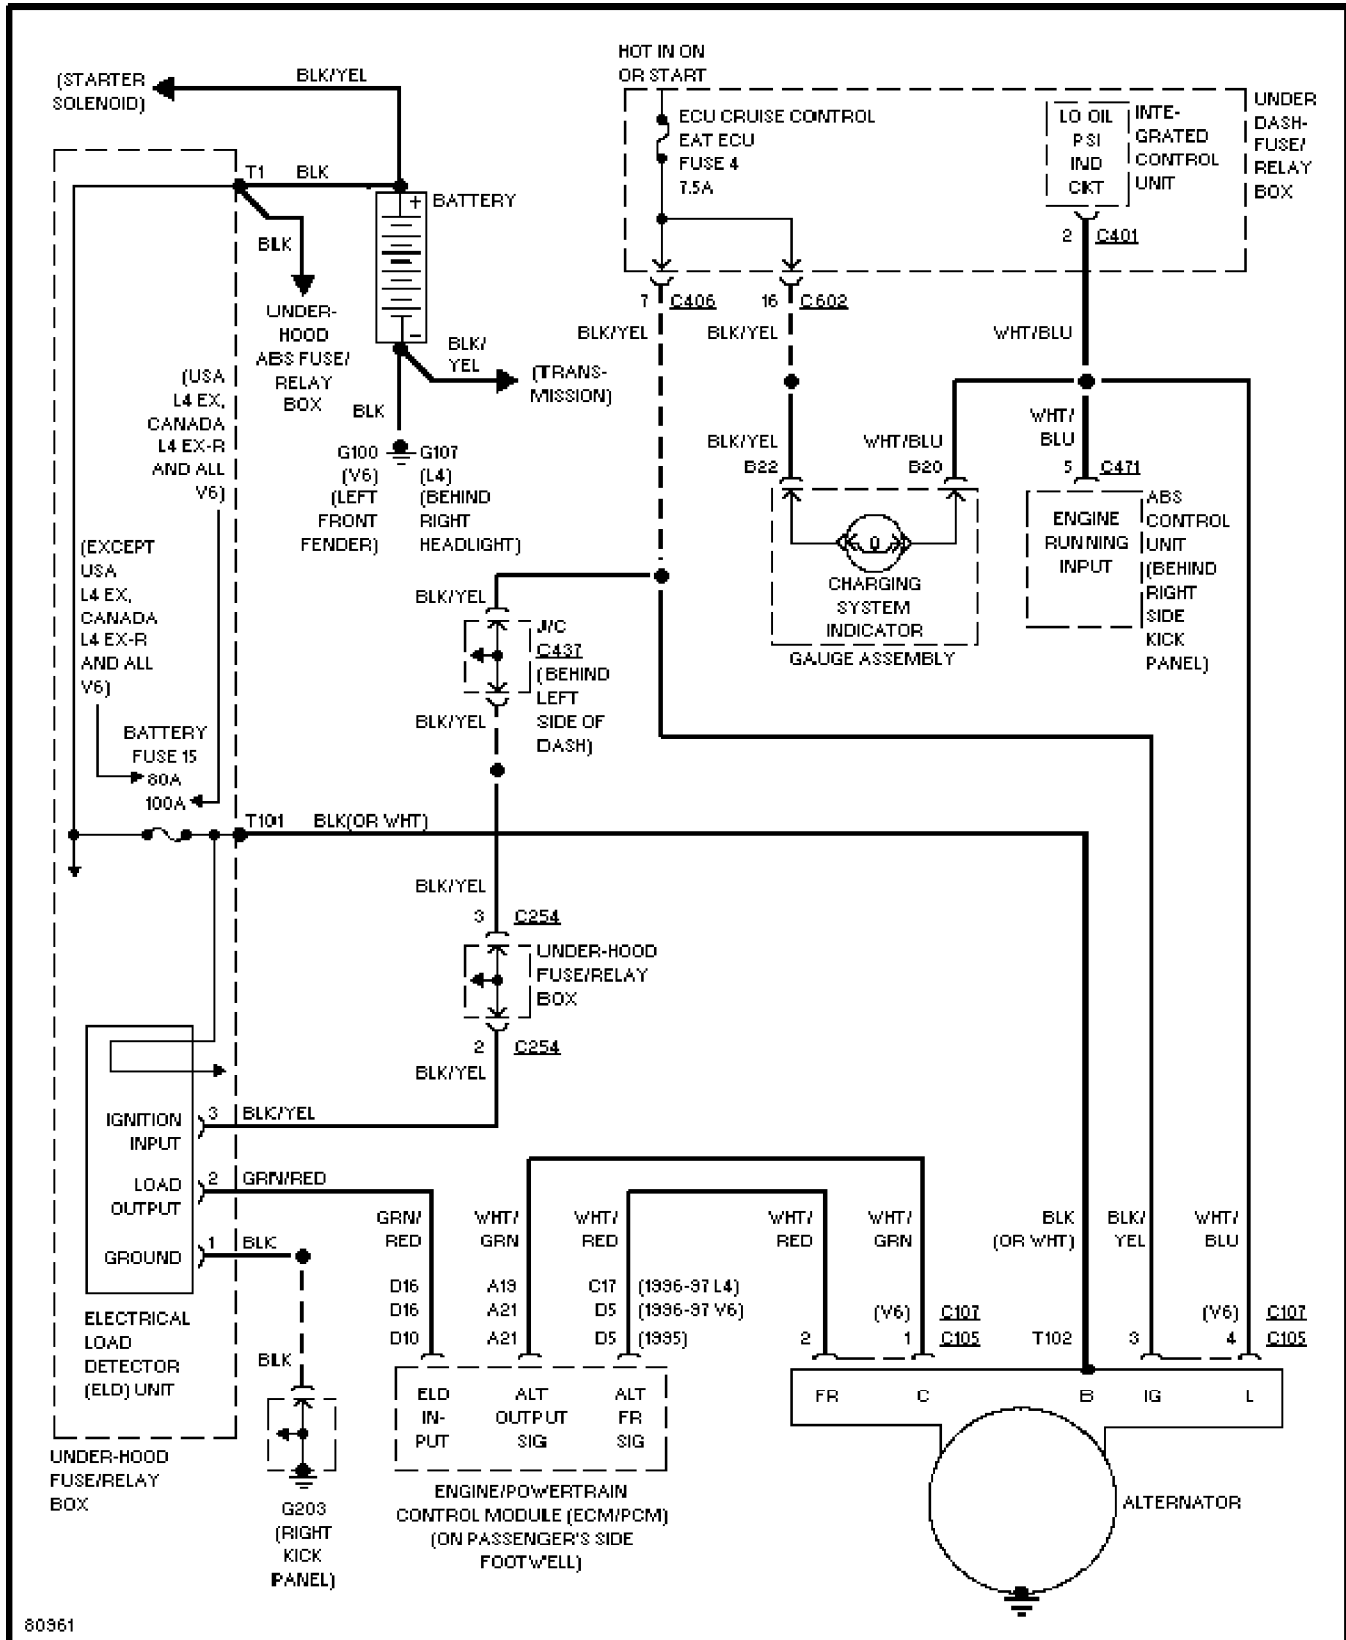 HOT IN ON
OR START
(STARTER
SOLENOID)
BLK/YEL
T1
BLK
BATTERY
+
-
BLK
UNDER-
HOOD
ABS FUSE/
RELAY
BOX
BLK/
YEL
(TRANS-
MISSION)
BLK
G100
(V6)
(LEFT
FRONT
FENDER)
G107
(L4)
(BEHIND
RIGHT
HEADLIGHT)
(USA
L4 EX,
CANADA
L4 EX-R
AND ALL
V6)
(EXCEPT
USA
L4 EX,
CANADA
L4 EX-R
AND ALL
V6)
BATTERY
FUSE 15
80A
100A
T101
BLK(OR WHT)
ECU CRUISE CONTROL
EAT ECU
FUSE 4
7.5A
LO OIL
PSI
IND
CKT
INTE-
GRATED
CONTROL
UNIT
UNDER
DASH-
FUSE/
RELAY
BOX
2 C401
7 C406
16 C602
BLK/YEL
BLK/YEL
WHT/BLU
BLK/YEL
B22
WHT/BLU
B20
WHT/
BLU
5 C471
CHARGING
SYSTEM
INDICATOR
GAUGE ASSEMBLY
ENGINE
RUNNING
INPUT
ABS
CONTROL
UNIT
(BEHIND
RIGHT
SIDE
KICK
PANEL)
BLK/YEL
J/C
C437
(BEHIND
LEFT
SIDE OF
DASH)
BLK/YEL
BLK/YEL
3 C254
UNDER-HOOD
FUSE/RELAY
BOX
2 C254
BLK/YEL
IGNITION
INPUT
3 BLK/YEL
LOAD
OUTPUT
2 GRN/RED
GROUND
1 BLK
ELECTRICAL
LOAD
DETECTOR
(ELD) UNIT
UNDER-HOOD
FUSE/RELAY
BOX
BLK
G203
(RIGHT
KICK
PANEL)
GRN/
RED
WHT/
GRN
WHT/
RED
WHT/
RED
WHT/
GRN
BLK
(OR WHT)
BLK/
YEL
WHT/
BLU
D16 A19 C17 (1996-97 L4)
D16 A21 D5 (1996-97 V6)
D10 A21 D5 (1995)
2
(V6) C107
1 C105
T102
3
(V6) C107
4 C105
ELD
IN-
PUT
ALT
OUTPUT
SIG
ALT
FR
SIG
ENGINE/POWERTRAIN
CONTROL MODULE (ECM/PCM)
(ON PASSENGER'S SIDE
FOOTWELL)
FR C B IG L
ALTERNATOR
80961